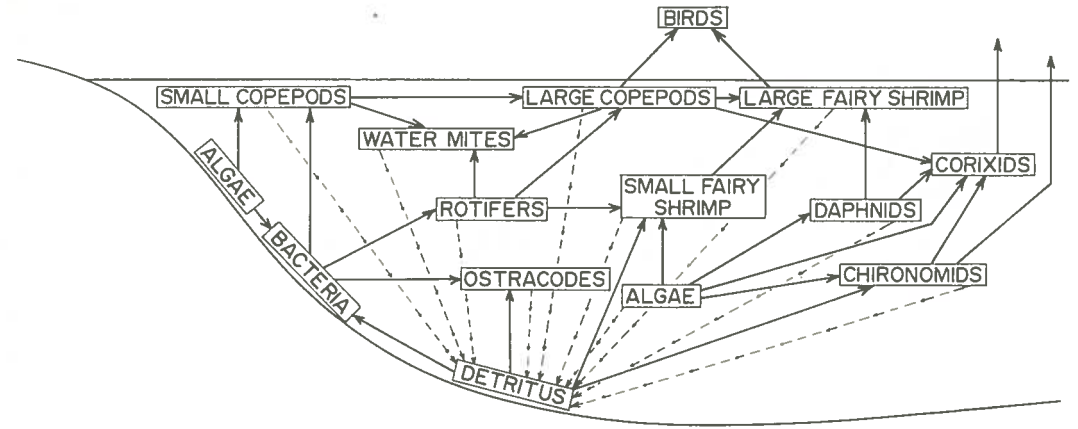 BIRDS
SMALL COPEPODS
LARGE COPEPODS
LARGE FAIRY SHRIMP
WATER MITES
ALGAE
CORIXIDS
SMALL FAIRY
SHRIMP
ROTIFERS
DAPHNIDS
BACTERIA
OSTRACODES
ALGAE
CHIRONOMIDS
DETRITUS